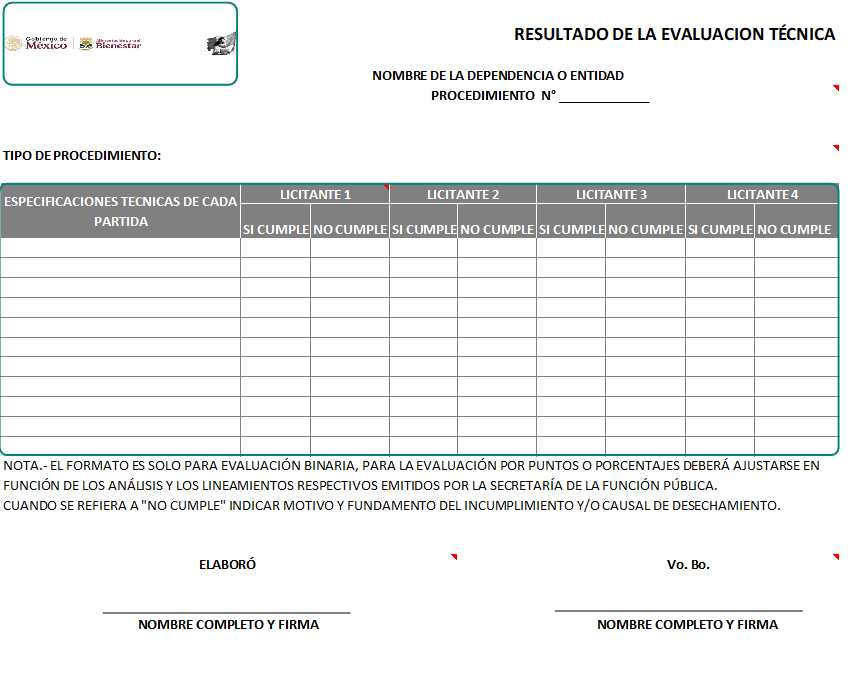 RESULTADO DE LA EVALUACION TÉCNICA
Gobierno de
México
Alimentación para el
Bienestar
NOMBRE DE LA DEPENDENCIA O ENTIDAD
PROCEDIMIENTO N° _____________
TIPO DE PROCEDIMIENTO:
ESPECIFICACIONES TECNICAS DE CADA PARTIDA LICITANTE 1 LICITANTE 2 LICITANTE 3 LICITANTE 4
SI CUMPLE NO CUMPLE SI CUMPLE NO CUMPLE SI CUMPLE NO CUMPLE SI CUMPLE NO CUMPLE
NOTA.- EL FORMATO ES SOLO PARA EVALUACIÓN BINARIA, PARA LA EVALUACIÓN POR PUNTOS O PORCENTAJES DEBERÁ AJUSTARSE EN
FUNCIÓN DE LOS ANÁLISIS Y LOS LINEAMIENTOS RESPECTIVOS EMITIDOS POR LA SECRETARÍA DE LA FUNCIÓN PÚBLICA.
CUANDO SE REFIERA A "NO CUMPLE" INDICAR MOTIVO Y FUNDAMENTO DEL INCUMPLIMIENTO Y/O CAUSAL DE DESECHAMIENTO.
ELABORÓ Vo. Bo.
NOMBRE COMPLETO Y FIRMA NOMBRE COMPLETO Y FIRMA